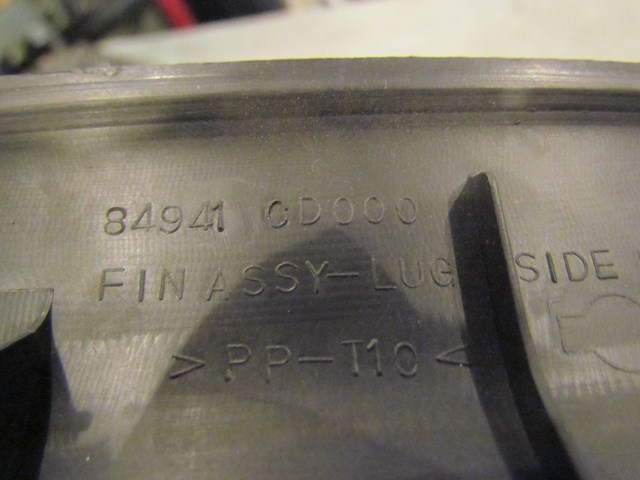 84941 CD000
FIN ASSY-LUG SIDE
>PP-T10<